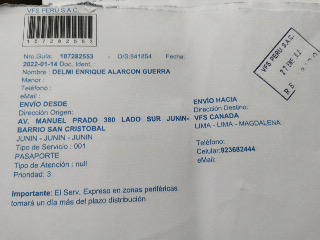 VFS PERU S.A.C.
107282553
Nro.Guía: 107282553 D/S:841854 Fecha:
2022-01-14 Doc. Ident.
Nombre : DELMI ENRIQUE ALARCON GUERRA
Menor :
Teléfono :
eMail :
ENVÍO DESDE
Dirección Origen:
AV. MANUEL PRADO 380 LADO SUR JUNIN-
BARRIO SAN CRISTOBAL
JUNIN - JUNIN - JUNIN
Tipo de Servicio : 001
PASAPORTE
Tipo de Atención : null
Prioridad: 3
ENVÍO HACIA
Dirección Destino:
VFS CANADA
LIMA - LIMA - MAGDALENA
Teléfono:
Celular:923682444
eMail:
Importante: El Serv. Expreso en zonas periféricas
tomará un día más del plazo distribución
VFS PERU S.A.C.